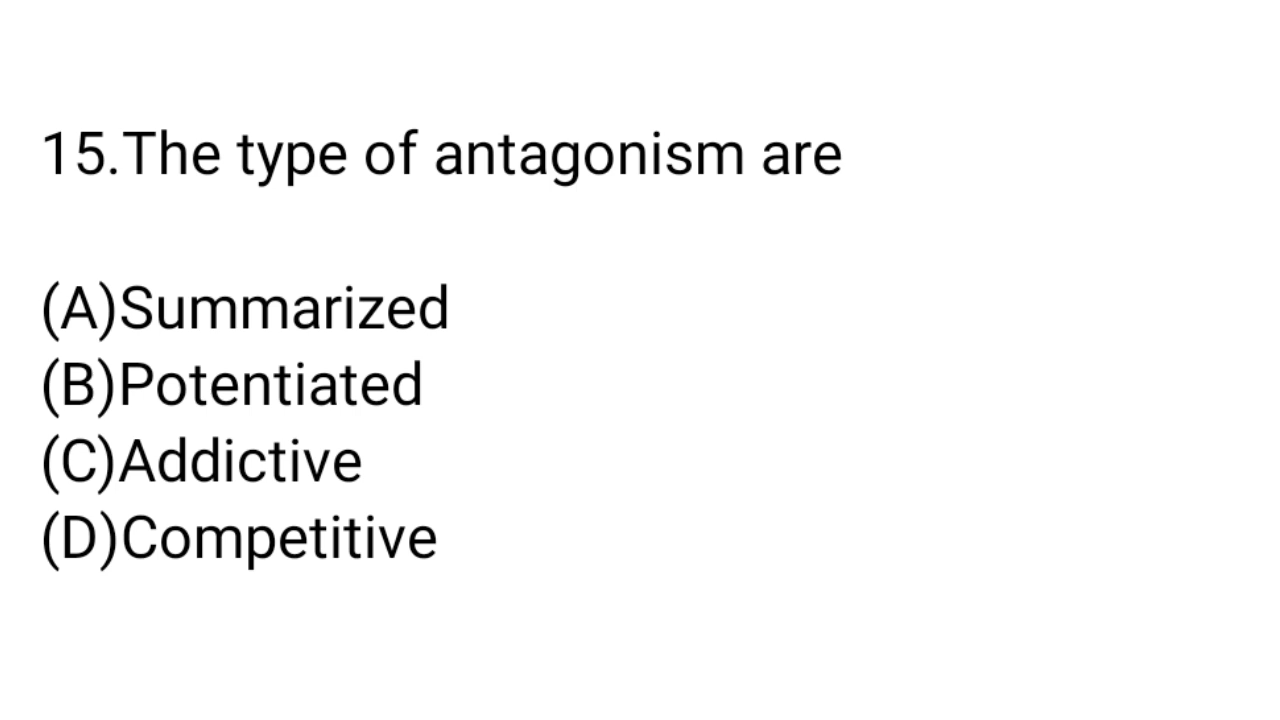 15.The type of antagonism are
(A)Summarized
(B)Potentiated
(C)Addictive
(D)Competitive